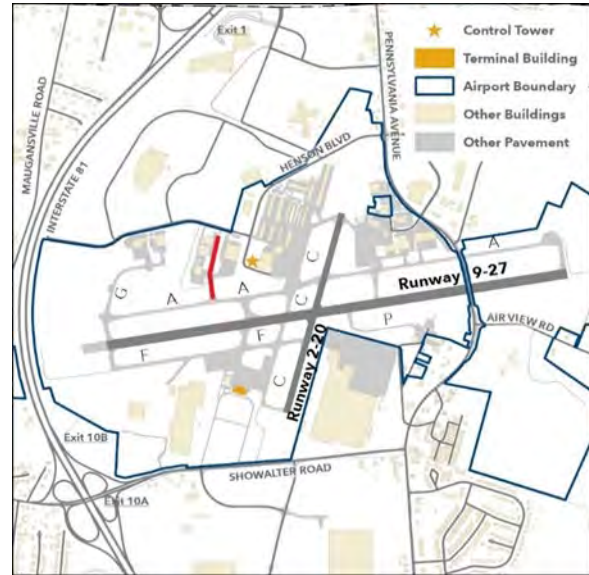 Exit 1
Control Tower
Terminal Building
Airport Boundary
Other Buildings
Other Pavement
MAUGANSVILLE ROAD
INTERSTATE 81
PENNSYLVANIA AVENUE
HENSON BLVD
A
G
A
A
C
C
Runway 9-27
F
F
P
AIR VIEW RD
C
Runway 2-20
Exit 10B
SHOWALTER ROAD
Exit 10A